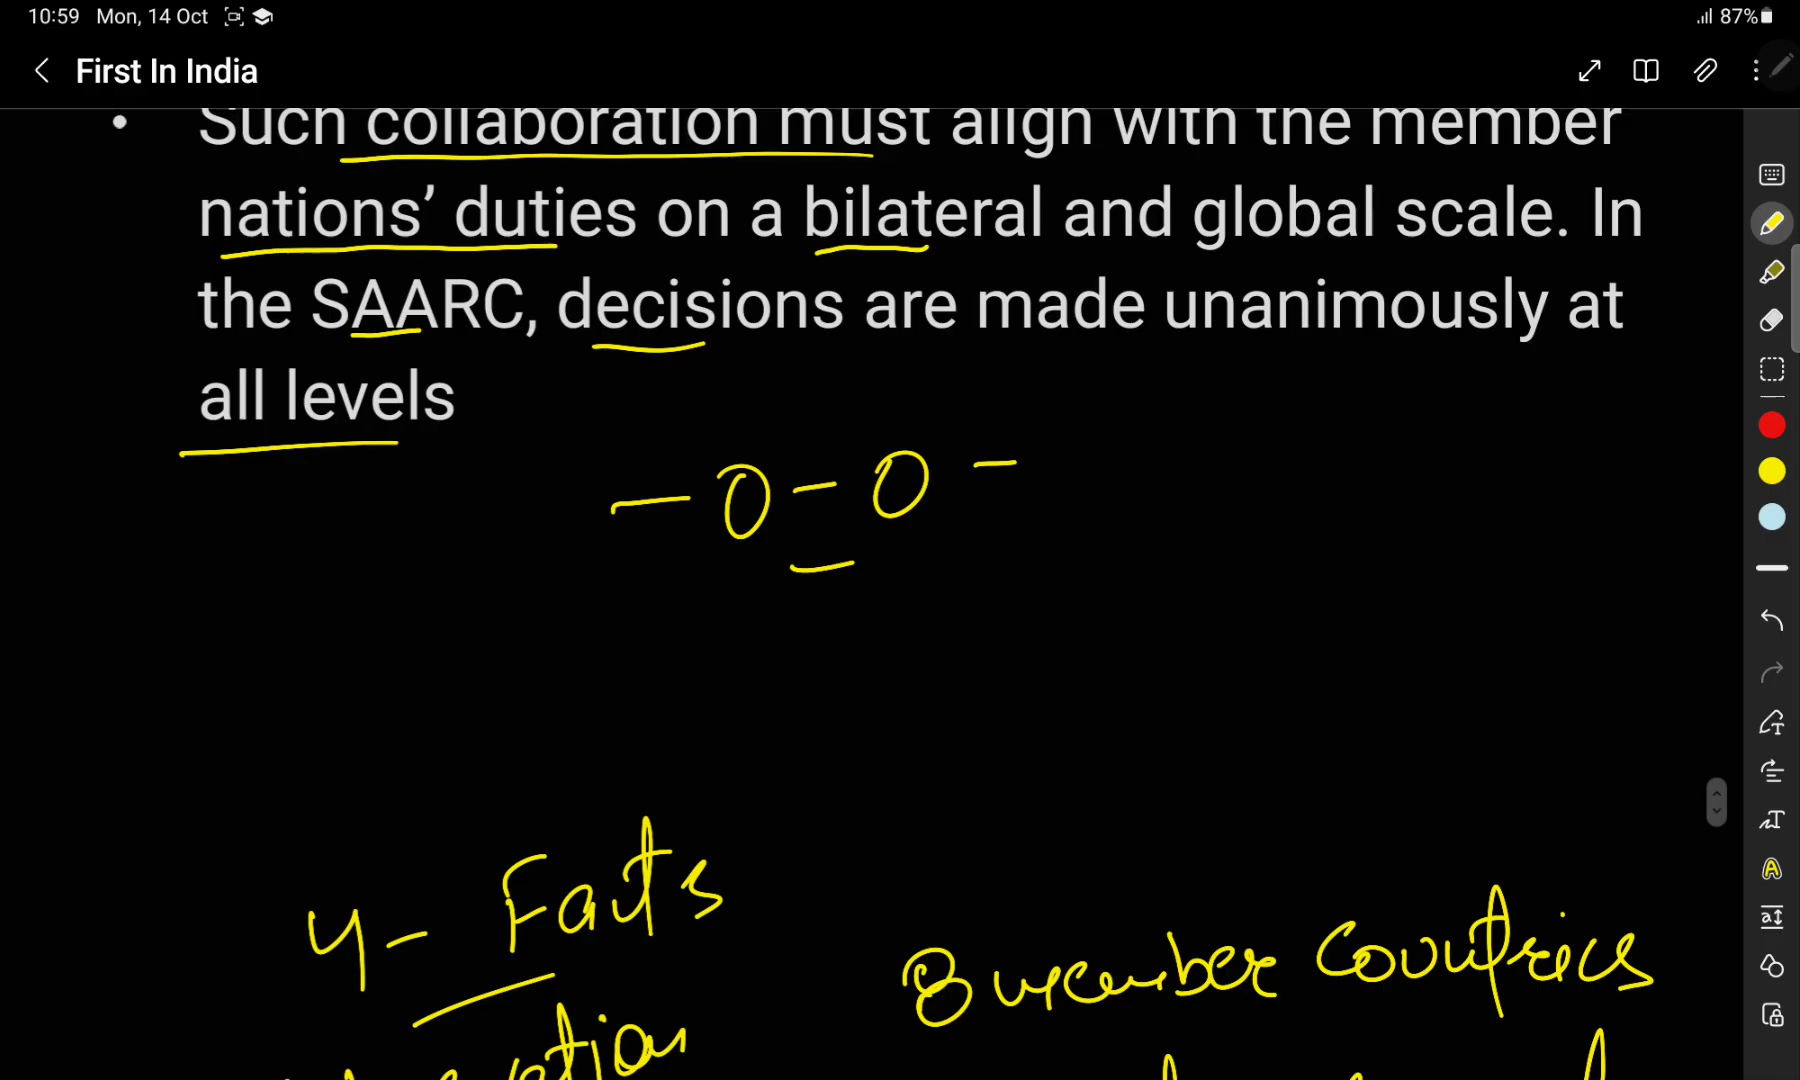 10:59 Mon, 14 Oct 87%
First In India
• Such collaboration must align with the member
nations’ duties on a bilateral and global scale. In
the SAARC, decisions are made unanimously at
all levels
— 0 – 0 –
4 – Facts
8 member Countries